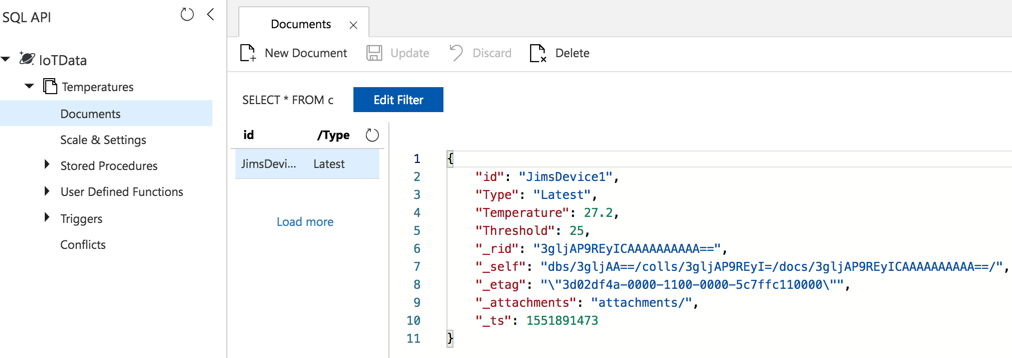 SQL API
IoTData
Temperatures
Documents
Scale & Settings
Stored Procedures
User Defined Functions
Triggers
Conflicts
Documents
New Document Update Discard Delete
SELECT * FROM c Edit Filter
id /Type
JimsDevi... Latest
Load more
1 {
2 "id": "JimsDevice1",
3 "Type": "Latest",
4 "Temperature": 27.2,
5 "Threshold": 25,
6 "_rid": "3gljAP9REyICAAAAAAAAAA==",
7 "_self": "dbs/3gljAA==/colls/3gljAP9REyI=/docs/3gljAP9REyICAAAAAAAAAA==/",
8 "_etag": "\"3d02df4a-0000-1100-0000-5c7ffc110000\"",
9 "_attachments": "attachments/",
10 "_ts": 1551891473
11 }